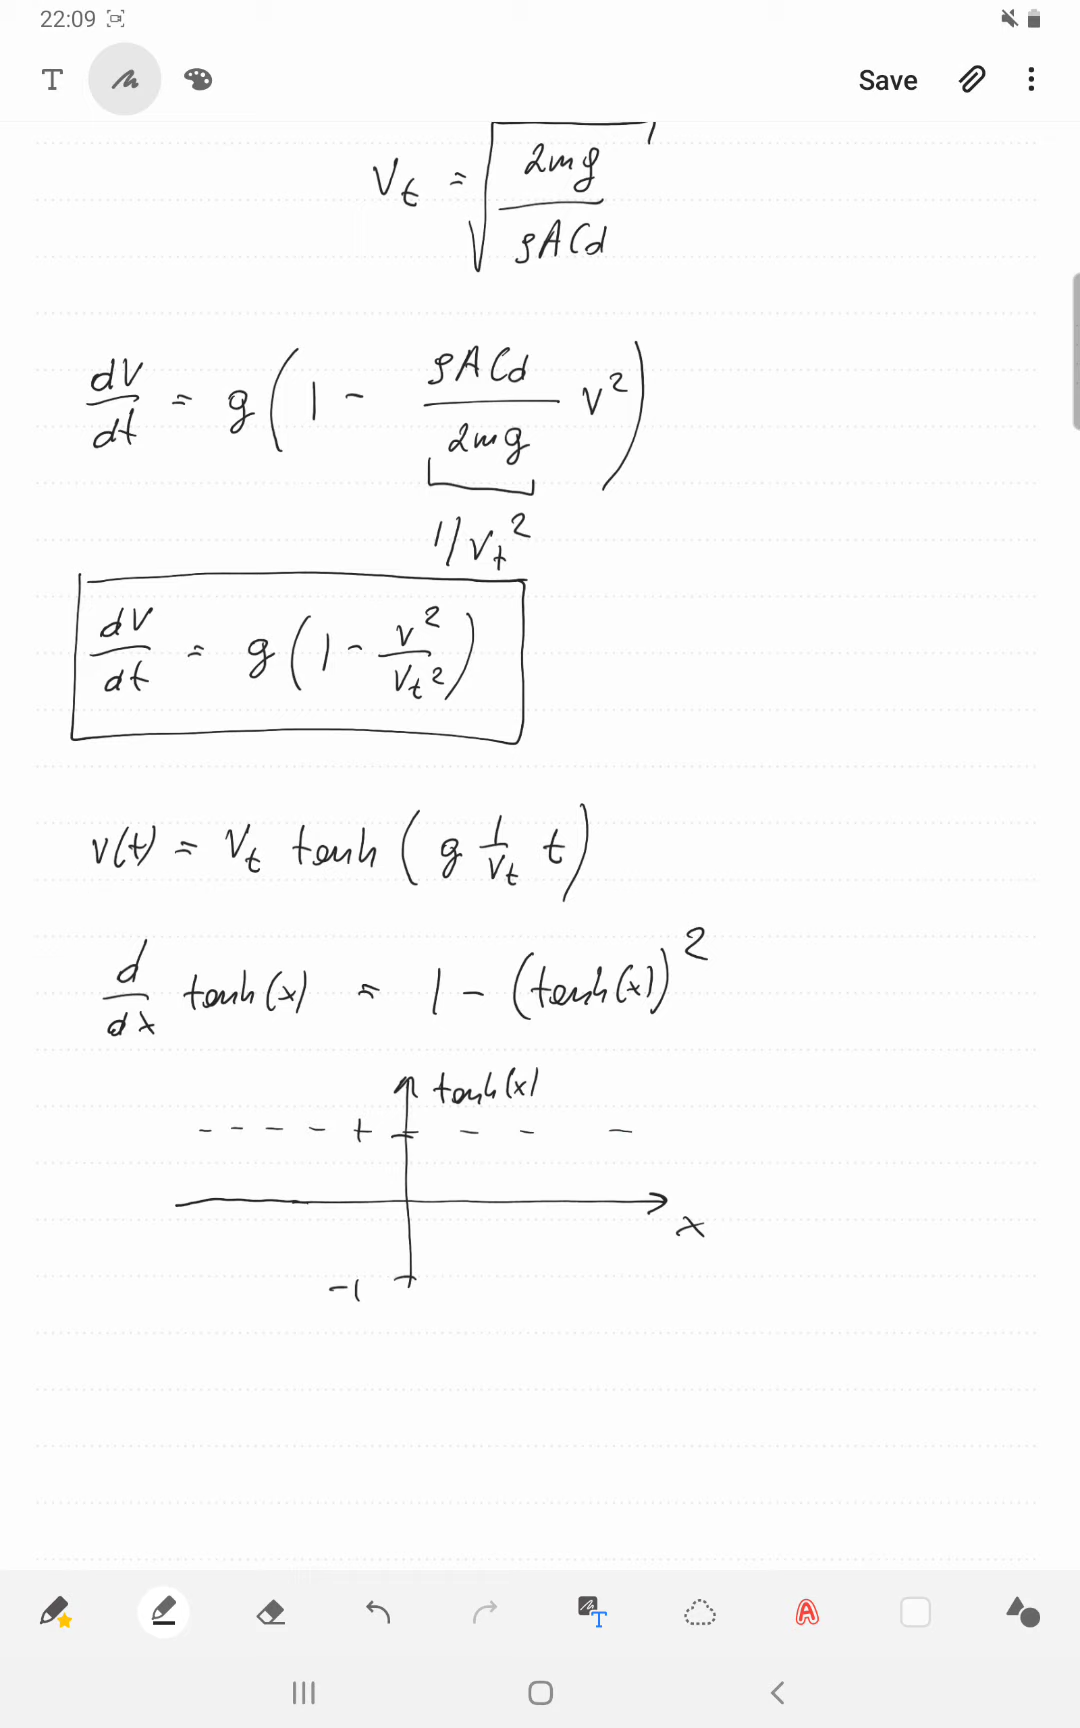 22:09
T
Save
Vt = √(2mg / ρACd)
dV/dt = g(1 - ρACd/2mg v²)
1/Vt²
dV/dt = g(1 - v²/Vt²)
v(t) = Vt tanh(g 1/Vt t)
d/dx tanh(x) = 1 - (tanh(x))²
tanh(x)
x
-1
T
A